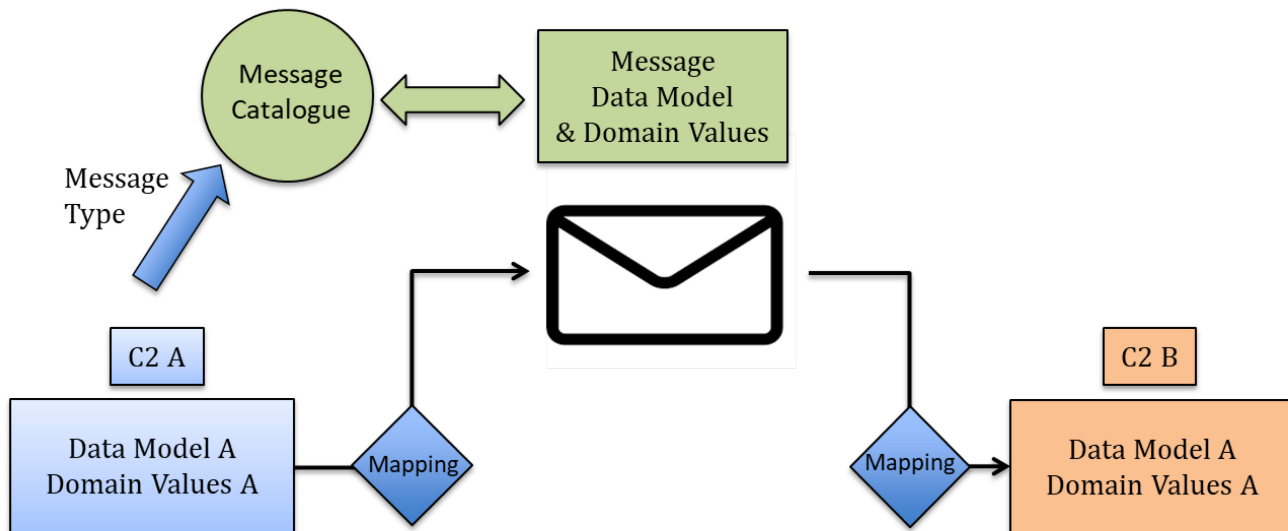 Message
Catalogue
Message
Data Model
& Domain Values
Message
Type
C2 A
C2 B
Data Model A
Domain Values A
Mapping
Mapping
Data Model A
Domain Values A